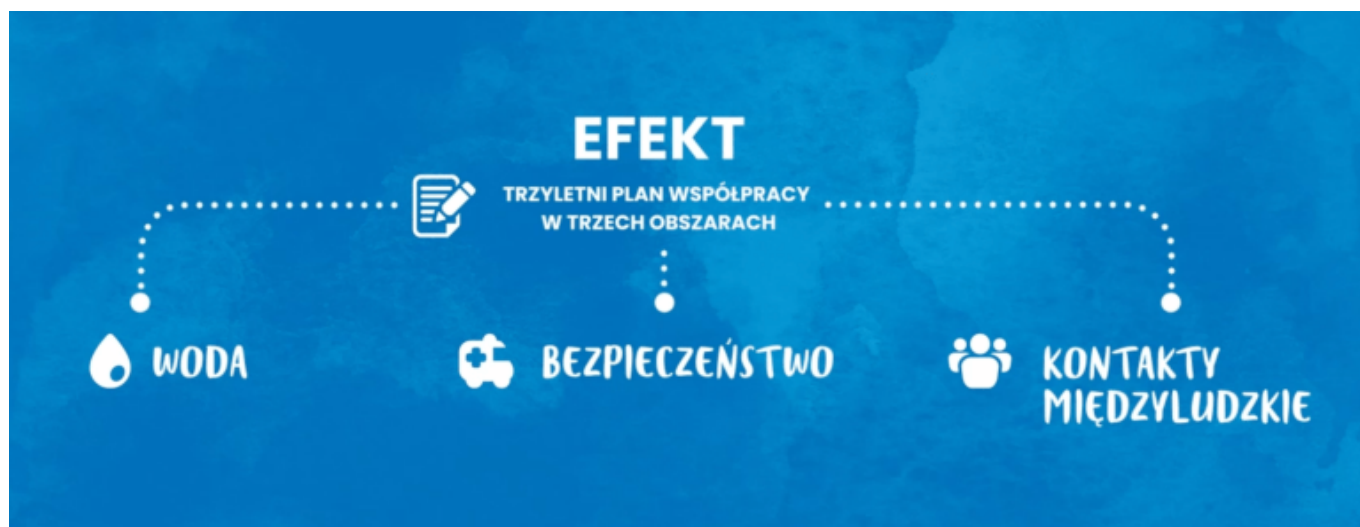 EFEKT
TRZYLETNI PLAN WSPÓŁPRACY
W TRZECH OBSZARACH
WODA
BEZPIECZEŃSTWO
KONTAKTY
MIĘDZYLUDZKIE